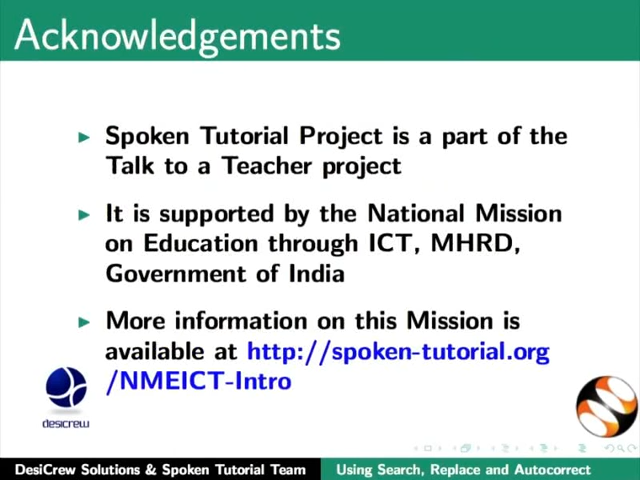 Acknowledgements
Spoken Tutorial Project is a part of the
Talk to a Teacher project
It is supported by the National Mission
on Education through ICT, MHRD,
Government of India
More information on this Mission is
available at http://spoken-tutorial.org
/NMEICT-Intro
desicrew
DesiCrew Solutions & Spoken Tutorial Team
Using Search, Replace and Autocorrect